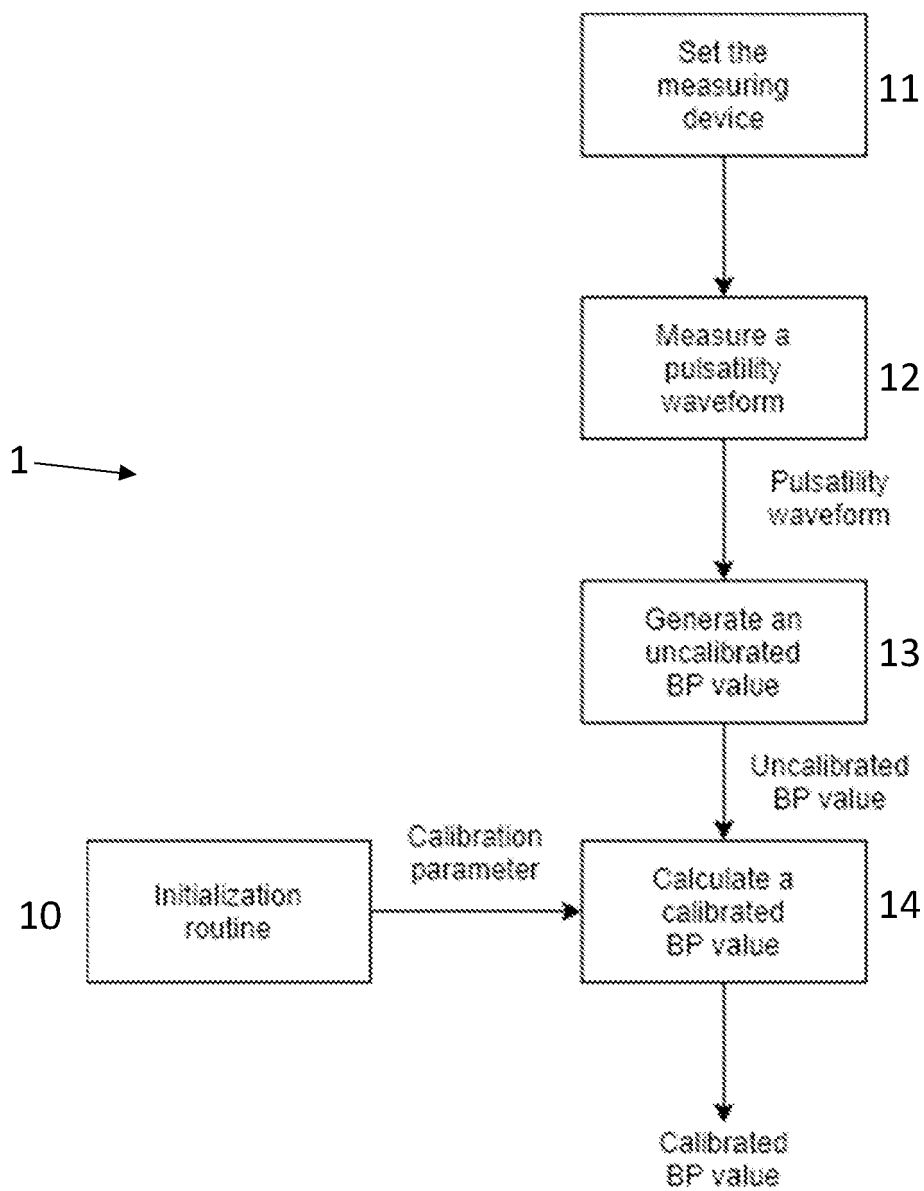 Set the
measuring
device
11
Measure a
pulsatility
waveform
12
1
Pulsatility
waveform
Generate an
uncalibrated
BP value
13
Uncalibrated
BP value
Calibration
parameter
10
Initialization
routine
Calculate a
calibrated
BP value
14
Calibrated
BP value